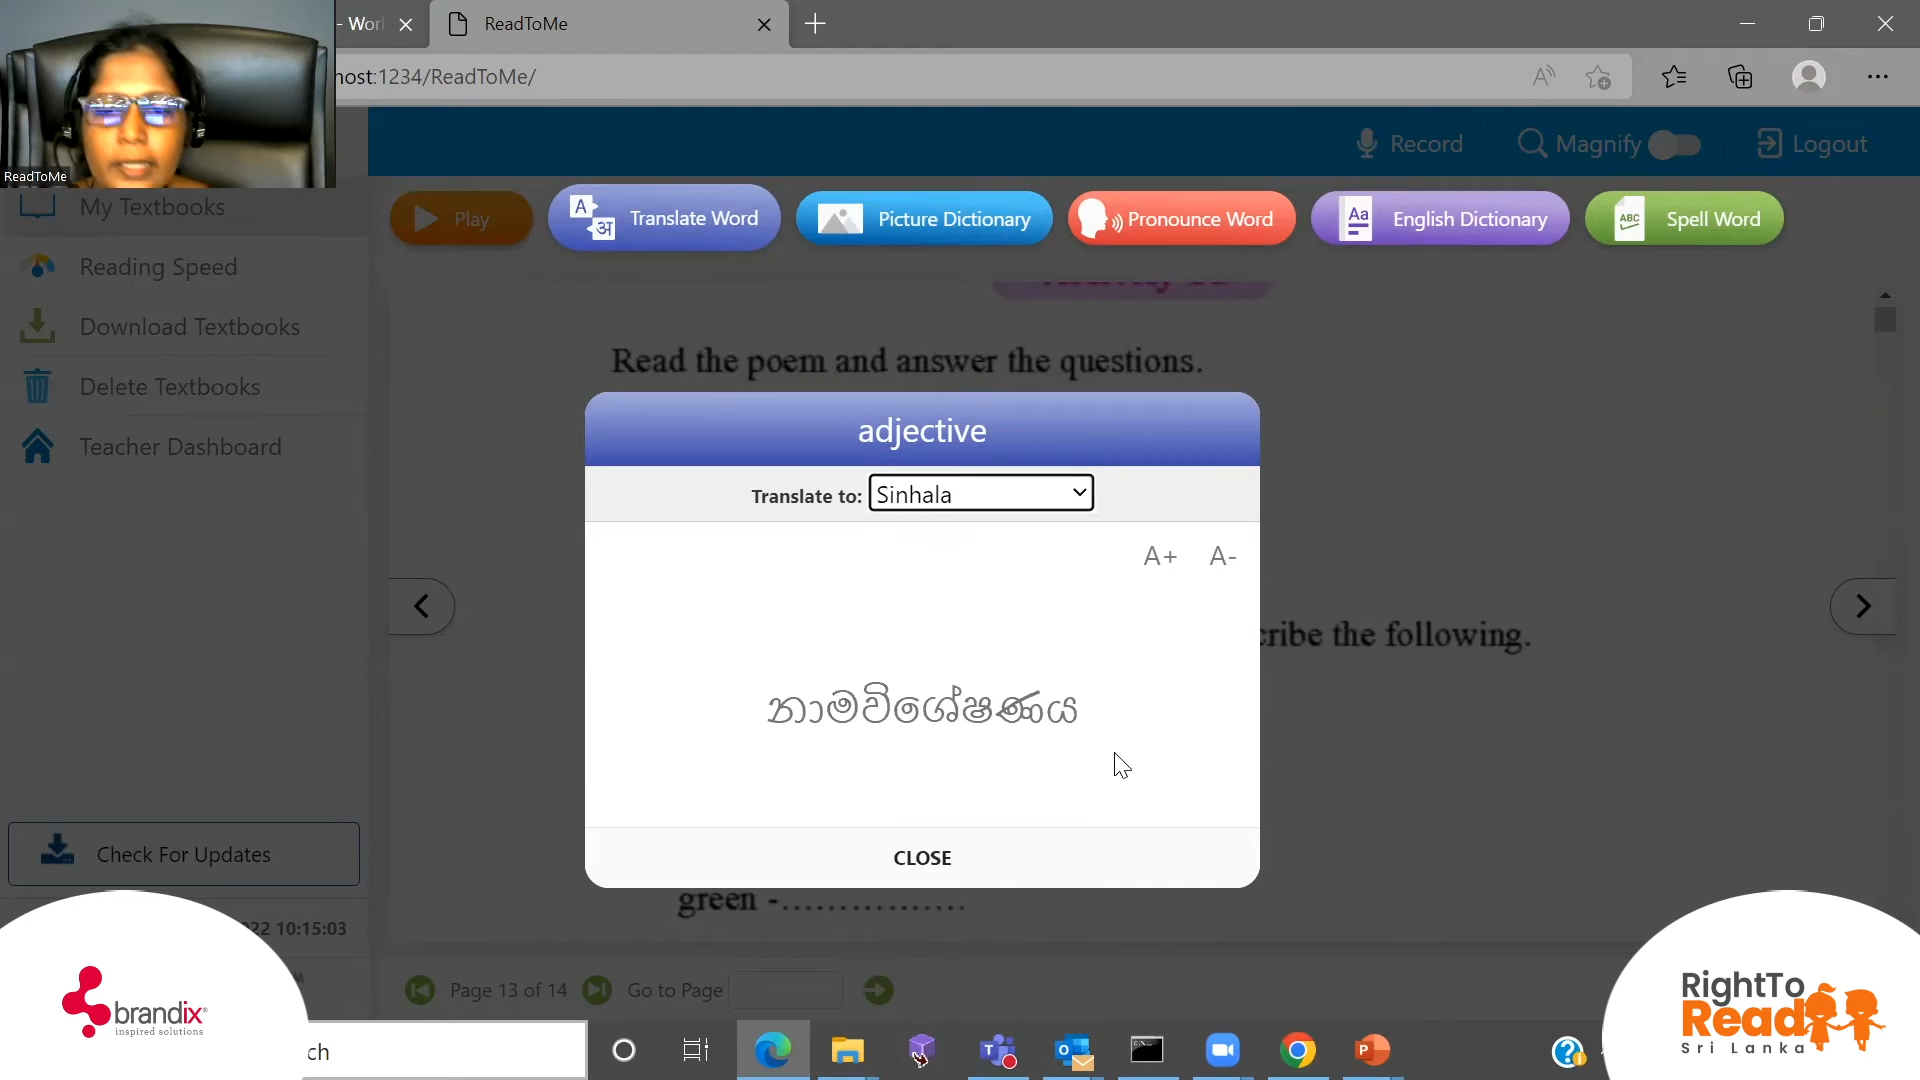 - Wor
ReadToMe
host:1234/ReadToMe/
ReadToMe
Record
Magnify
Logout
Play
Translate Word
Picture Dictionary
Pronounce Word
English Dictionary
Spell Word
My Textbooks
Reading Speed
Download Textbooks
Delete Textbooks
Teacher Dashboard
Read the poem and answer the questions.
adjective
Translate to: Sinhala
A+ A-
cribe the following.
නාමවිශේෂණය
CLOSE
green -................
Check For Updates
22 10:15:03
Page 13 of 14
Go to Page
brandix
inspired solutions
ch
RightTo
Read
Sri Lanka